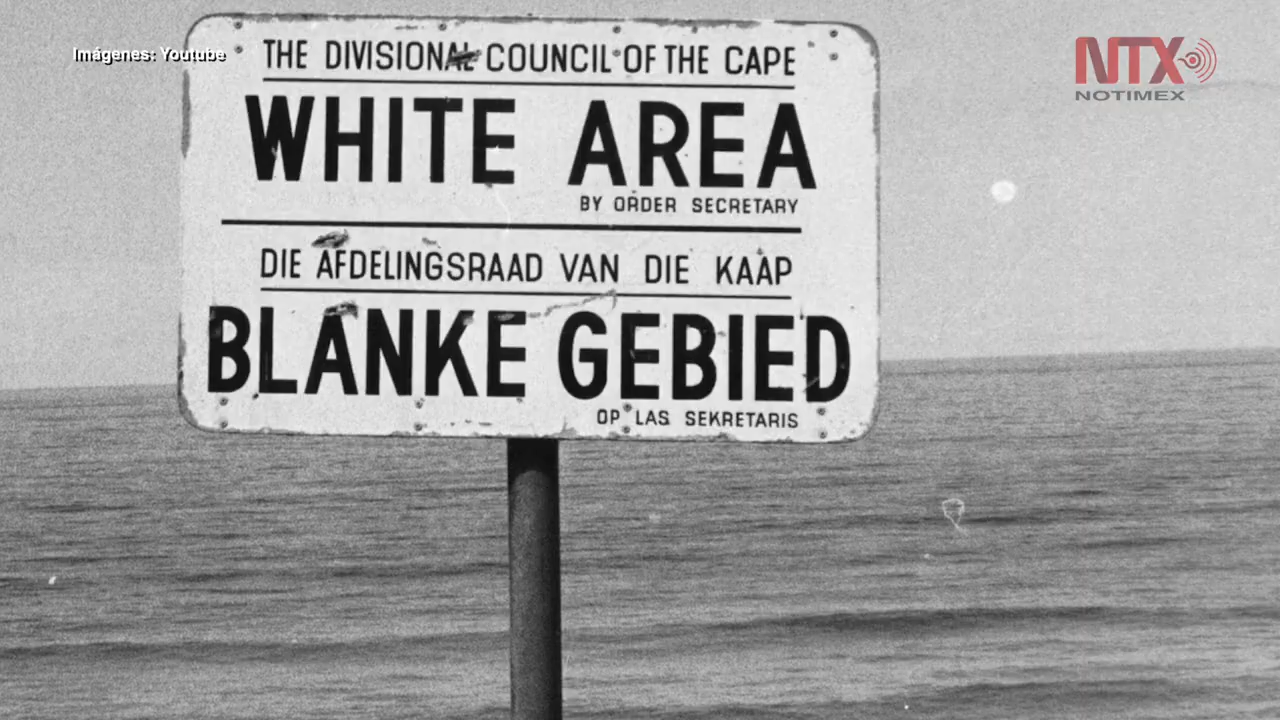 Imágenes: Youtube
NTX
NOTIMEX
THE DIVISIONAL COUNCIL OF THE CAPE
WHITE AREA
BY ORDER SECRETARY
DIE AFDELINGSRAAD VAN DIE KAAP
BLANKE GEBIED
OP LAS SEKRETARIS